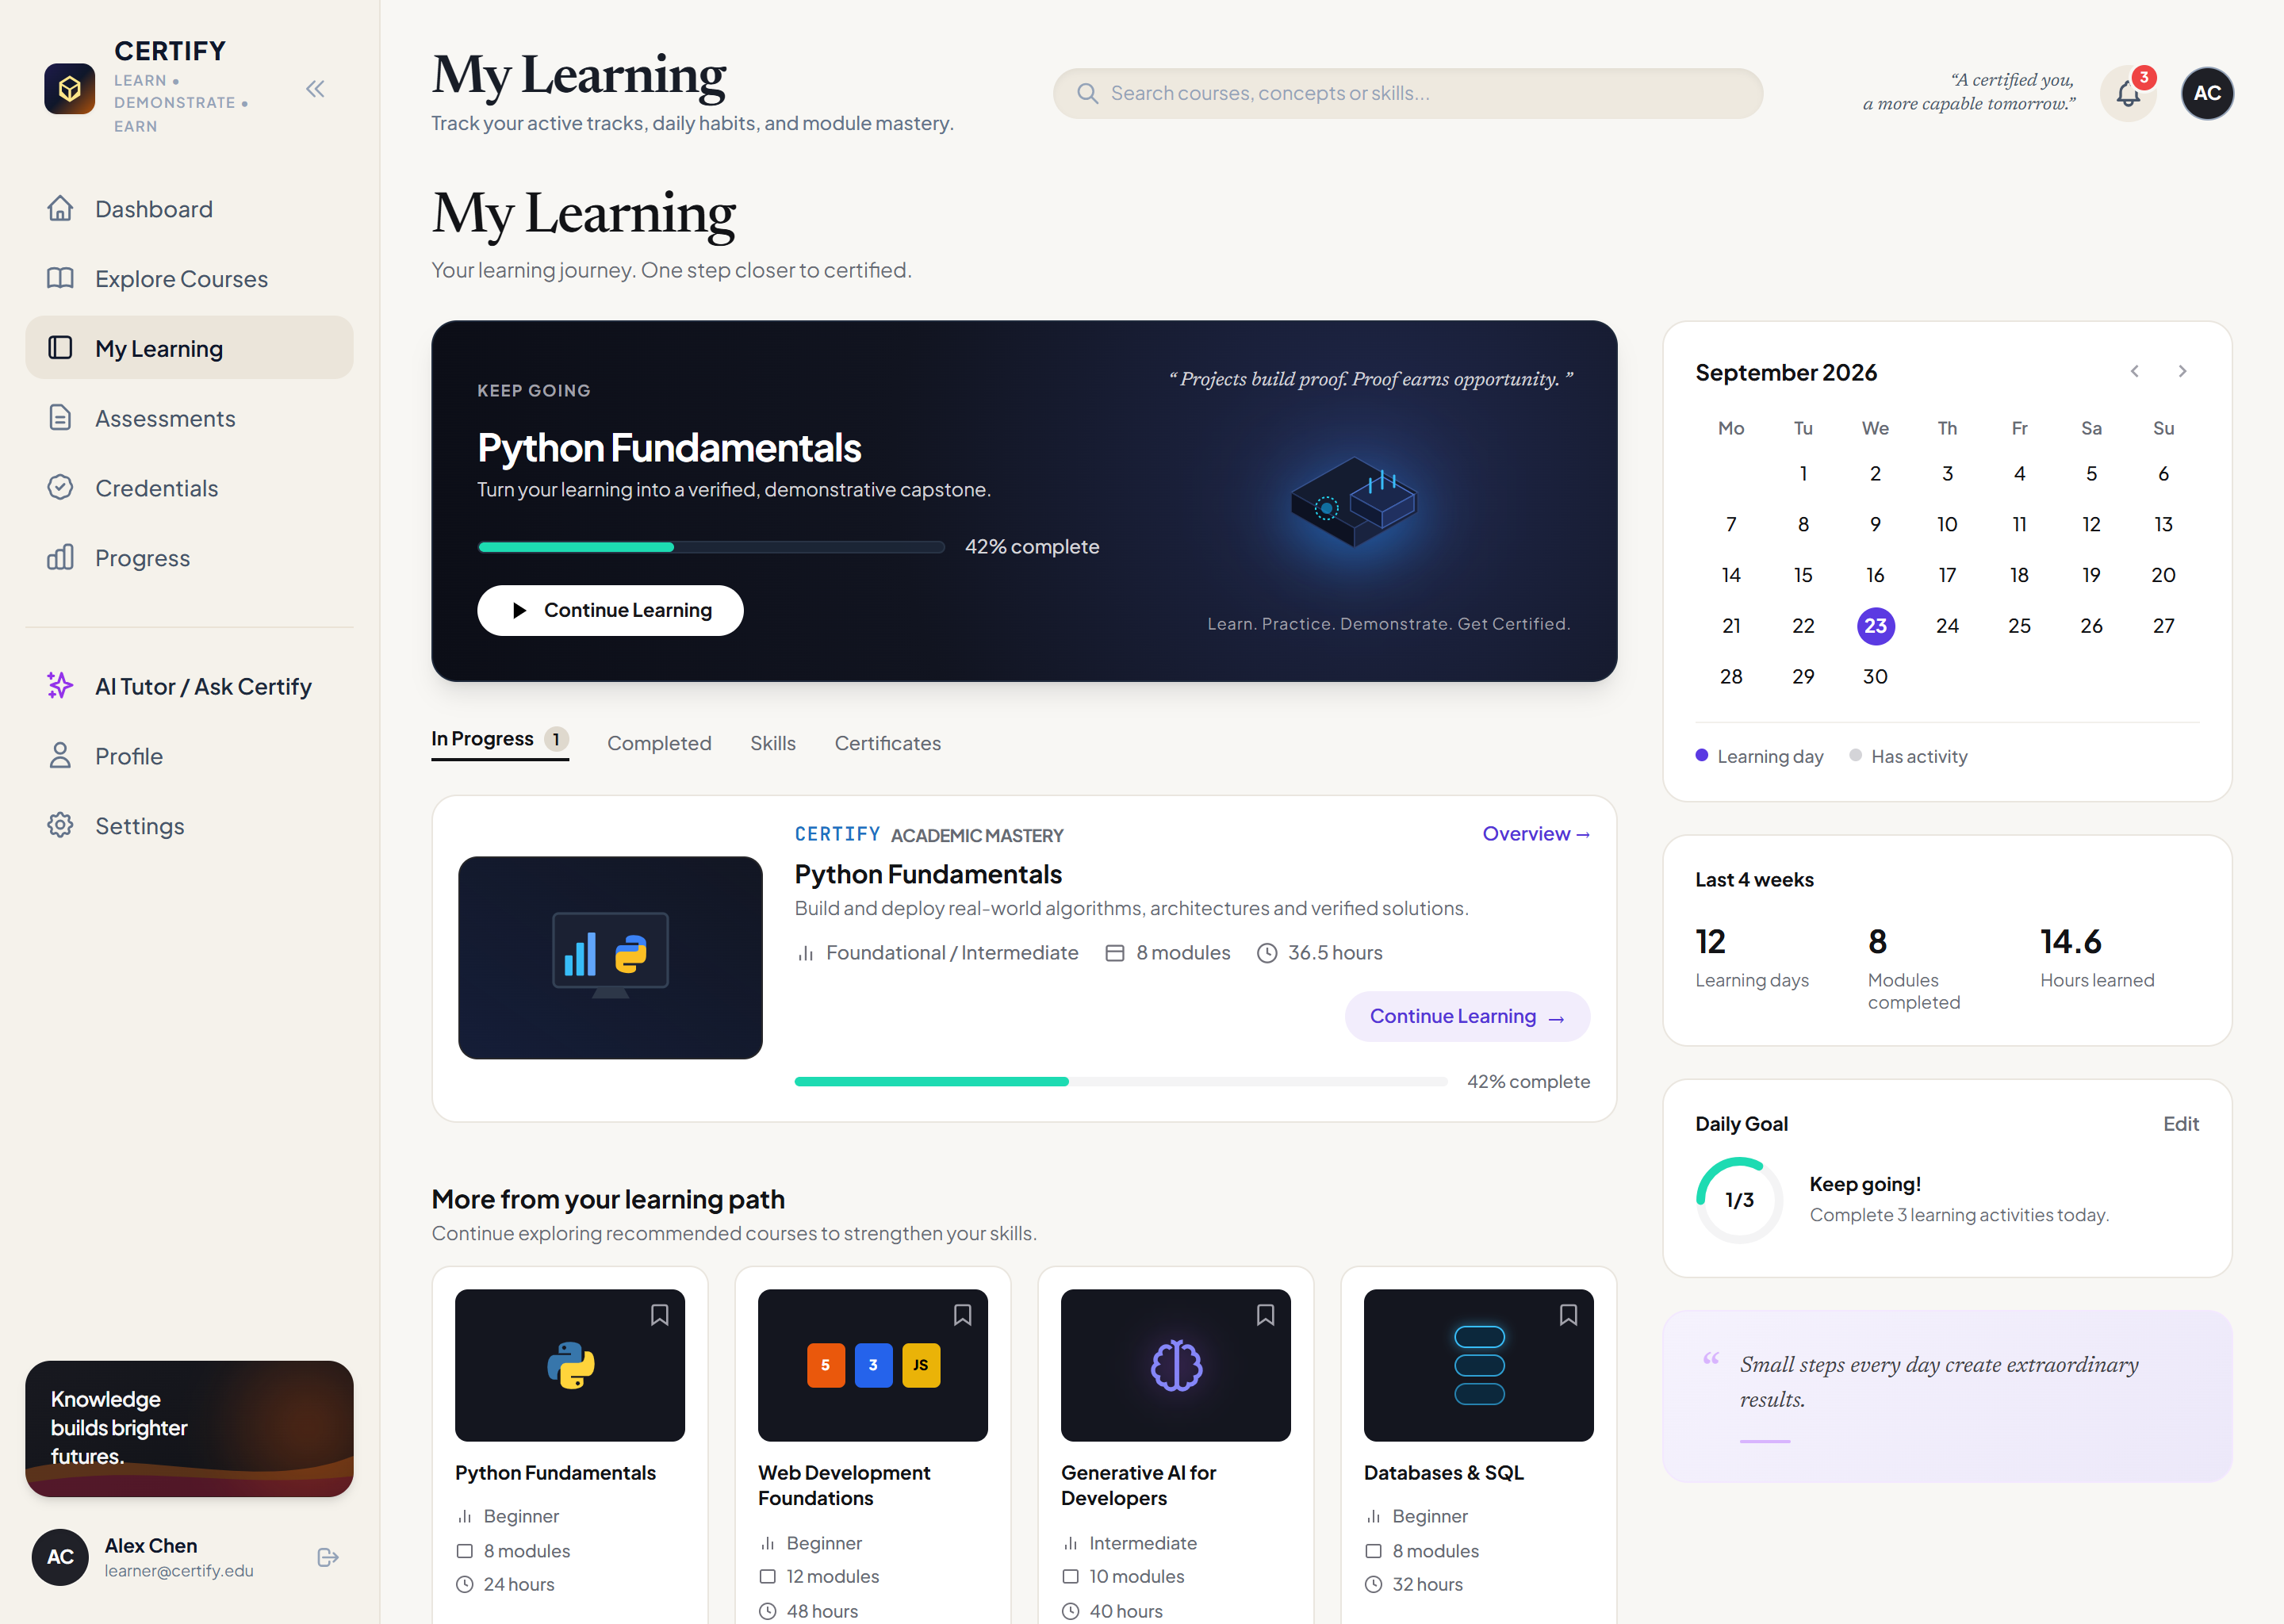 CERTIFY
LEARN •
DEMONSTRATE •
EARN
Dashboard
Explore Courses
My Learning
Assessments
Credentials
Progress
AI Tutor / Ask Certify
Profile
Settings
Knowledge
builds brighter
futures.
AC
Alex Chen
learner@certify.edu
My Learning
Track your active tracks, daily habits, and module mastery.
Search courses, concepts or skills...
“A certified you,
a more capable tomorrow.”
3
AC
My Learning
Your learning journey. One step closer to certified.
KEEP GOING
Python Fundamentals
Turn your learning into a verified, demonstrative capstone.
42% complete
Continue Learning
“ Projects build proof. Proof earns opportunity. ”
Learn. Practice. Demonstrate. Get Certified.
In Progress 1 Completed Skills Certificates
CERTIFY ACADEMIC MASTERY
Overview →
Python Fundamentals
Build and deploy real-world algorithms, architectures and verified solutions.
Foundational / Intermediate 8 modules 36.5 hours
Continue Learning →
42% complete
More from your learning path
Continue exploring recommended courses to strengthen your skills.
Python Fundamentals
Beginner
8 modules
24 hours
5 3 JS
Web Development
Foundations
Beginner
12 modules
48 hours
Generative AI for
Developers
Intermediate
10 modules
40 hours
Databases & SQL
Beginner
8 modules
32 hours
September 2026
Mo Tu We Th Fr Sa Su
1 2 3 4 5 6
7 8 9 10 11 12 13
14 15 16 17 18 19 20
21 22 23 24 25 26 27
28 29 30
Learning day Has activity
Last 4 weeks
12 8 14.6
Learning days Modules Hours learned
completed
Daily Goal Edit
1/3
Keep going!
Complete 3 learning activities today.
“ Small steps every day create extraordinary
results.